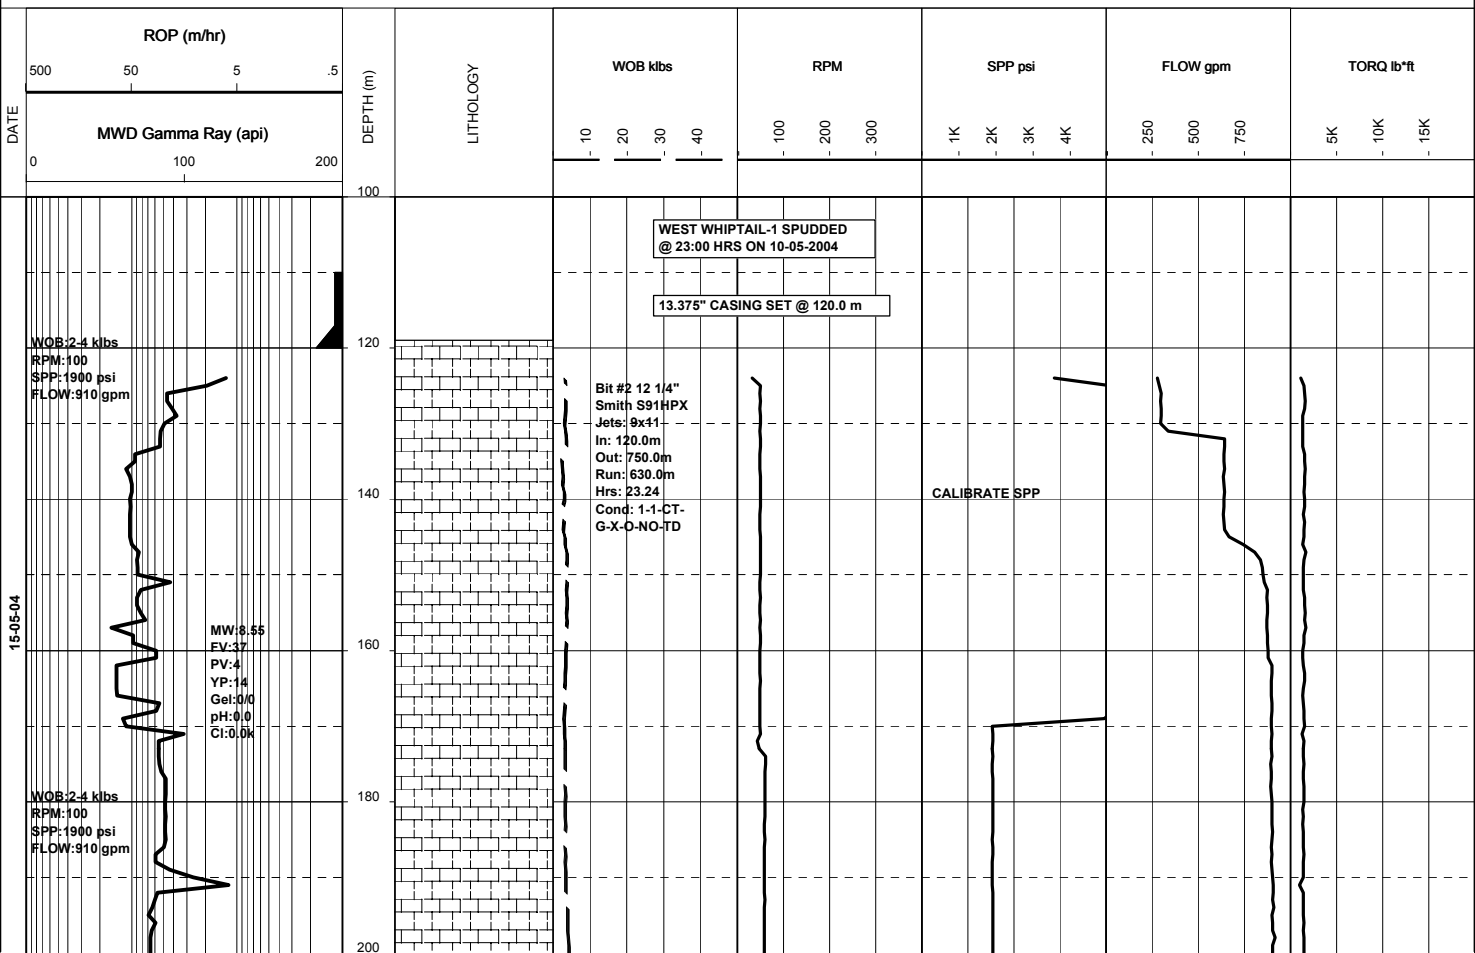 DATE
ROP (m/hr)
500 50 5 .5
MWD Gamma Ray (api)
0 100 200
DEPTH (m)
LITHOLOGY
WOB klbs
10 20 30 40
RPM
100 200 300
SPP psi
1K 2K 3K 4K
FLOW gpm
250 500 750
TORQ lb*ft
5K 10K 15K
100
WEST WHIPTAIL-1 SPUDDED
@ 23:00 HRS ON 10-05-2004
13.375" CASING SET @ 120.0 m
120
WOB:2-4 klbs
RPM:100
SPP:1900 psi
FLOW:910 gpm
Bit #2 12 1/4"
Smith S91HPX
Jets: 9x11
In: 120.0m
Out: 750.0m
Run: 630.0m
Hrs: 23.24
Cond: 1-1-CT-
G-X-O-NO-TD
140
CALIBRATE SPP
15-05-04
MW:8.55
FV:37
PV:4
YP:14
Gel:0/0
pH:0.0
Cl:0.0k
160
180
WOB:2-4 klbs
RPM:100
SPP:1900 psi
FLOW:910 gpm
200